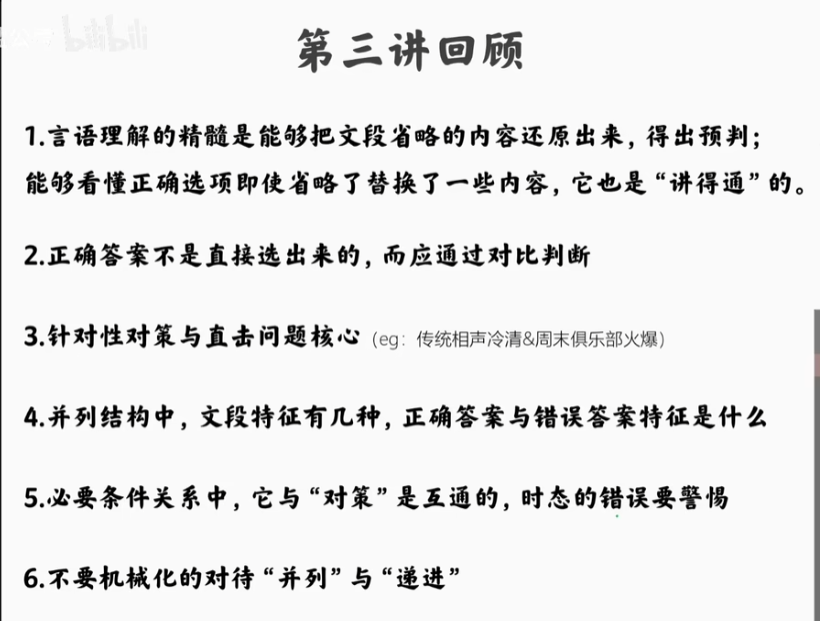 bilibili
第三讲回顾
1.言语理解的精髓是能够把文段省略的内容还原出来，得出预判；
能够看懂正确选项即使省略了替换了一些内容，它也是“讲得通”的。
2.正确答案不是直接选出来的，而应通过对比判断
3.针对性对策与直击问题核心（eg：传统相声冷清&周末俱乐部火爆）
4.并列结构中，文段特征有几种，正确答案与错误答案特征是什么
5.必要条件关系中，它与“对策”是互通的，时态的错误要警惕
6.不要机械化的对待“并列”与“递进”